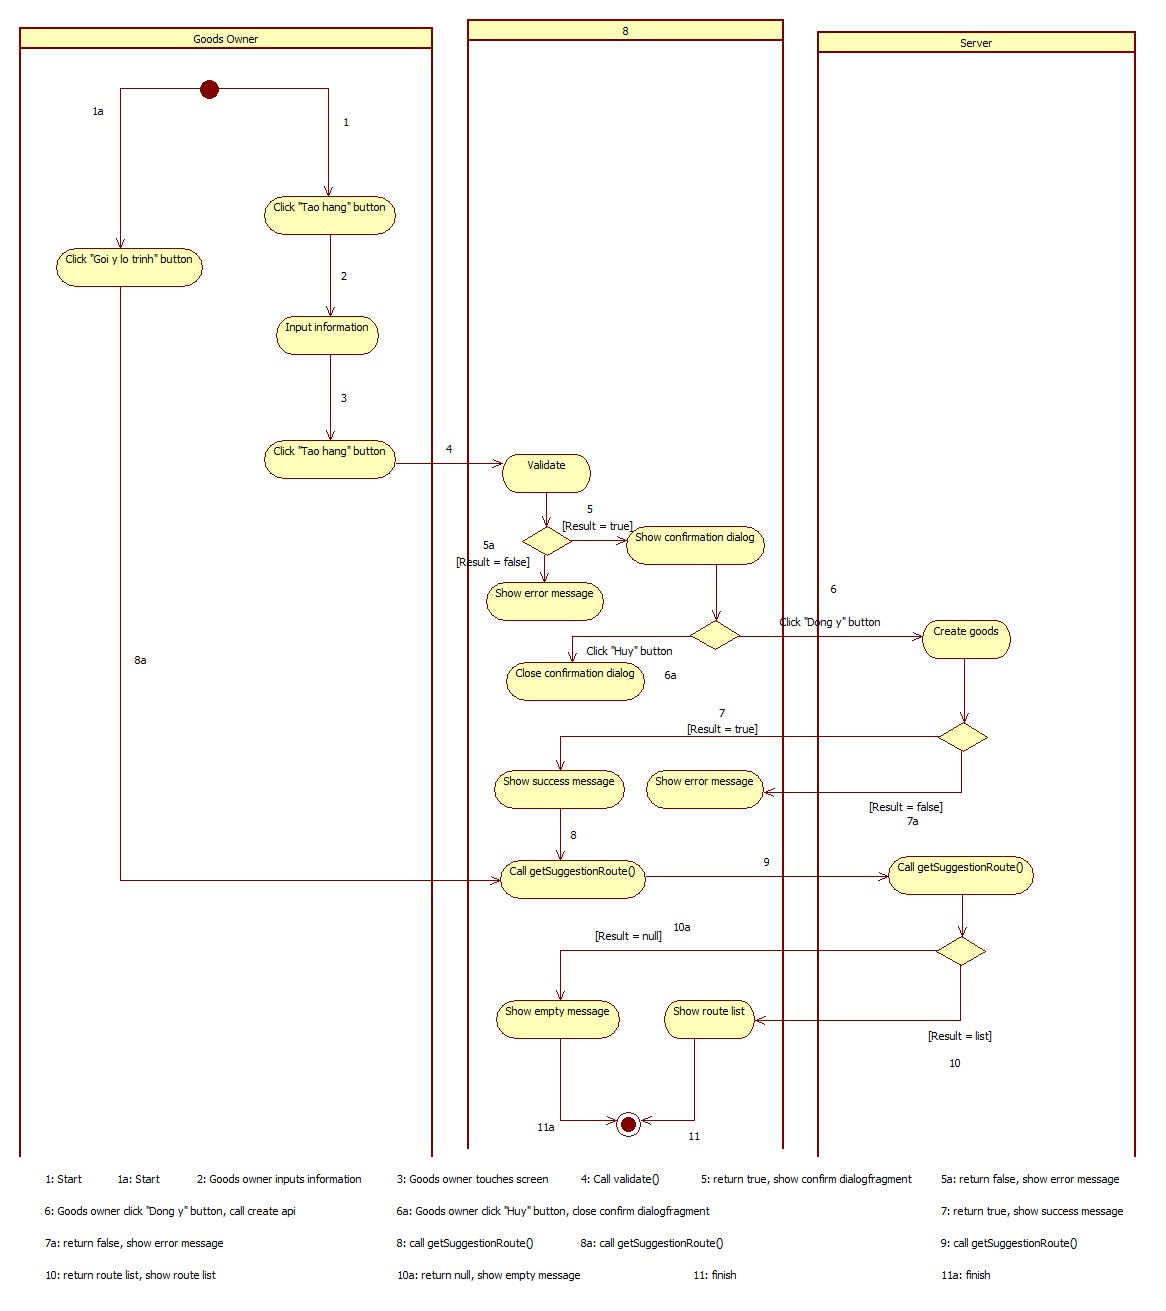 Goods Owner
8
Server
1a
1
Click "Tao hang" button
Click "Goi y lo trinh" button
2
Input information
3
Click "Tao hang" button
4
Validate
5
[Result = true]
Show confirmation dialog
5a
[Result = false]
Show error message
6
Click "Dong y" button
Create goods
Click "Huy" button
8a
Close confirmation dialog
6a
7
[Result = true]
Show success message
Show error message
[Result = false]
7a
8
Call getSuggestionRoute()
9
Call getSuggestionRoute()
10a
[Result = null]
Show empty message
Show route list
[Result = list]
10
11a
11
1: Start 1a: Start 2: Goods owner inputs information 3: Goods owner touches screen 4: Call validate() 5: return true, show confirm dialogfragment 5a: return false, show error message
6: Goods owner click "Dong y" button, call create api 6a: Goods owner click "Huy" button, close confirm dialogfragment 7: return true, show success message
7a: return false, show error message 8: call getSuggestionRoute() 8a: call getSuggestionRoute() 9: call getSuggestionRoute()
10: return route list, show route list 10a: return null, show empty message 11: finish 11a: finish